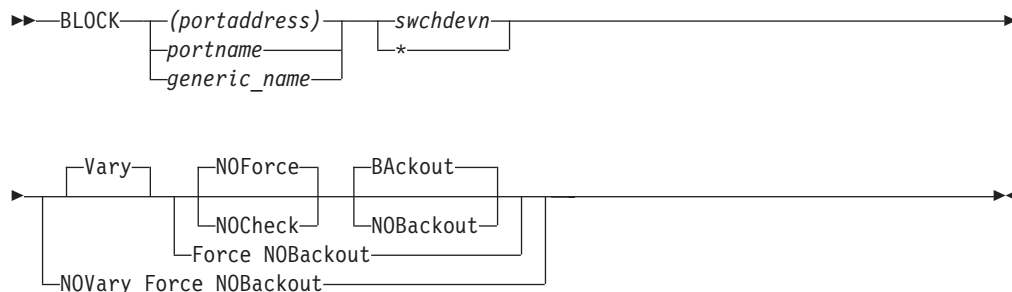 BLOCK (portaddress) swchdevn
portname *
generic_name
Vary NOForce BAckout
NOCheck NOBackout
Force NOBackout
NOVary Force NOBackout